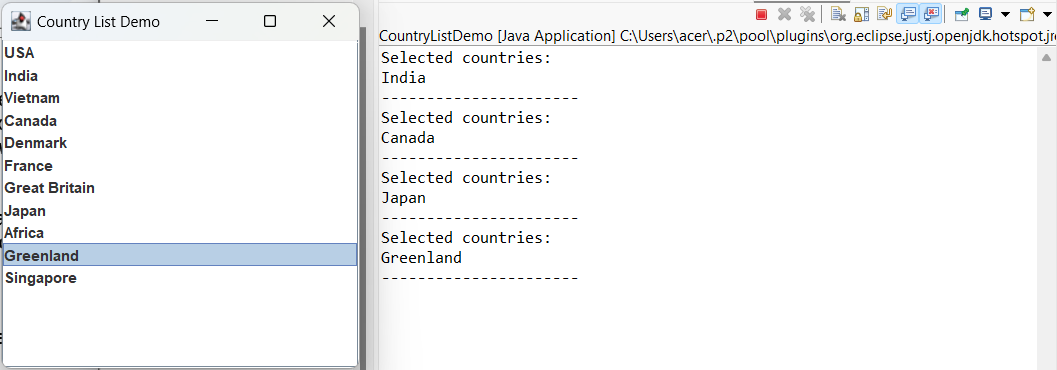 Country List Demo
USA
India
Vietnam
Canada
Denmark
France
Great Britain
Japan
Africa
Greenland
Singapore
CountryListDemo [Java Application] C:\Users\acer\.p2\pool\plugins\org.eclipse.justj.openjdk.hotspot.jre
Selected countries:
India
----------------------
Selected countries:
Canada
----------------------
Selected countries:
Japan
----------------------
Selected countries:
Greenland
----------------------